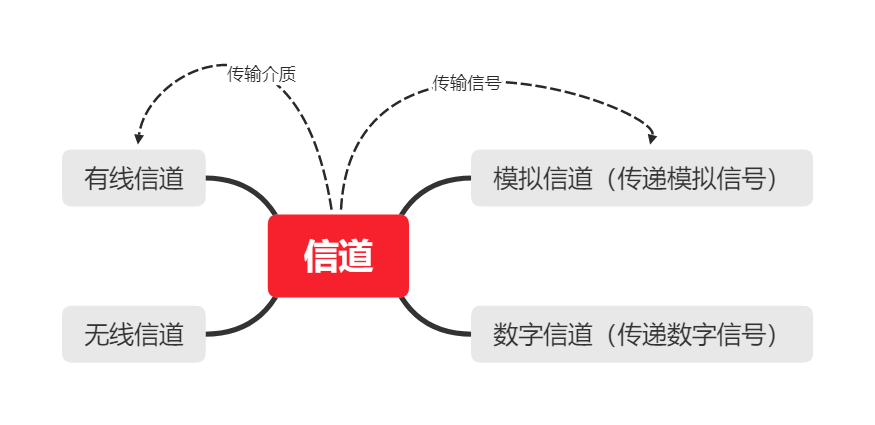 传输介质
传输信号
有线信道
模拟信道（传递模拟信号）
信道
无线信道
数字信道（传递数字信号）